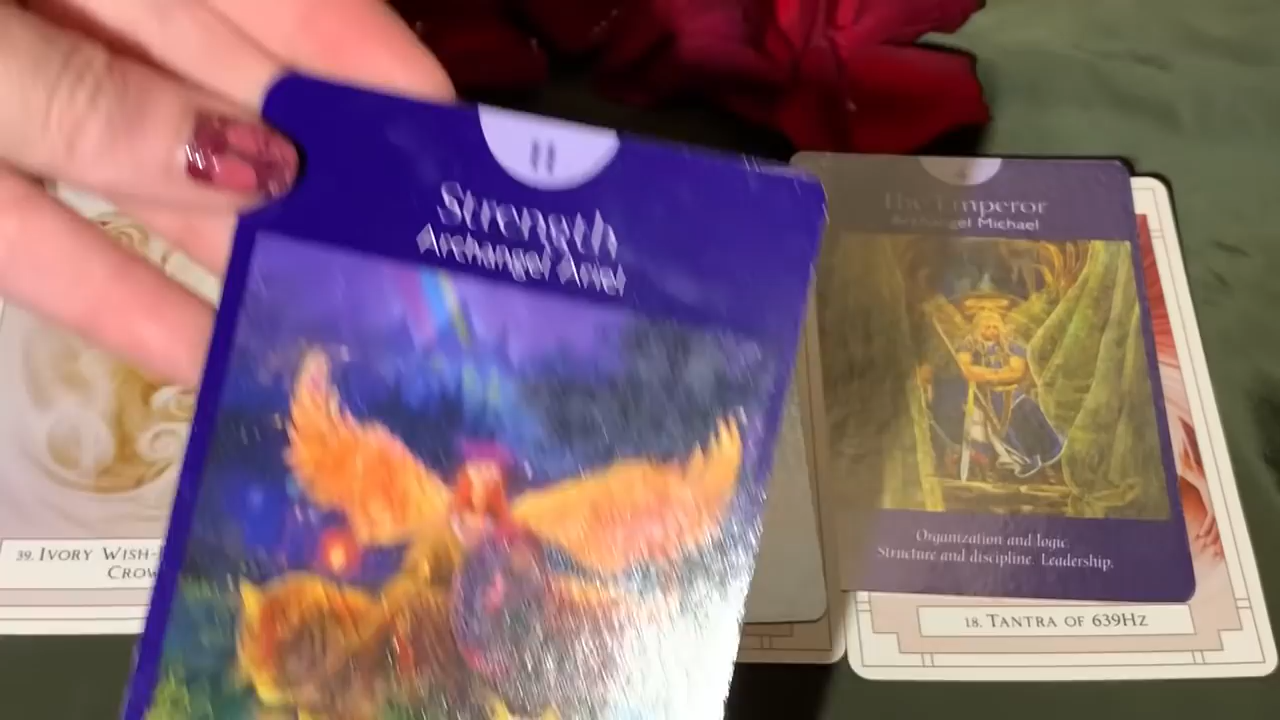 11
Strength
Archangel Ariel
The Emperor
Archangel Michael
Organization and logic.
Structure and discipline. Leadership.
39. IVORY WISH-
CROW
18. TANTRA OF 639HZ